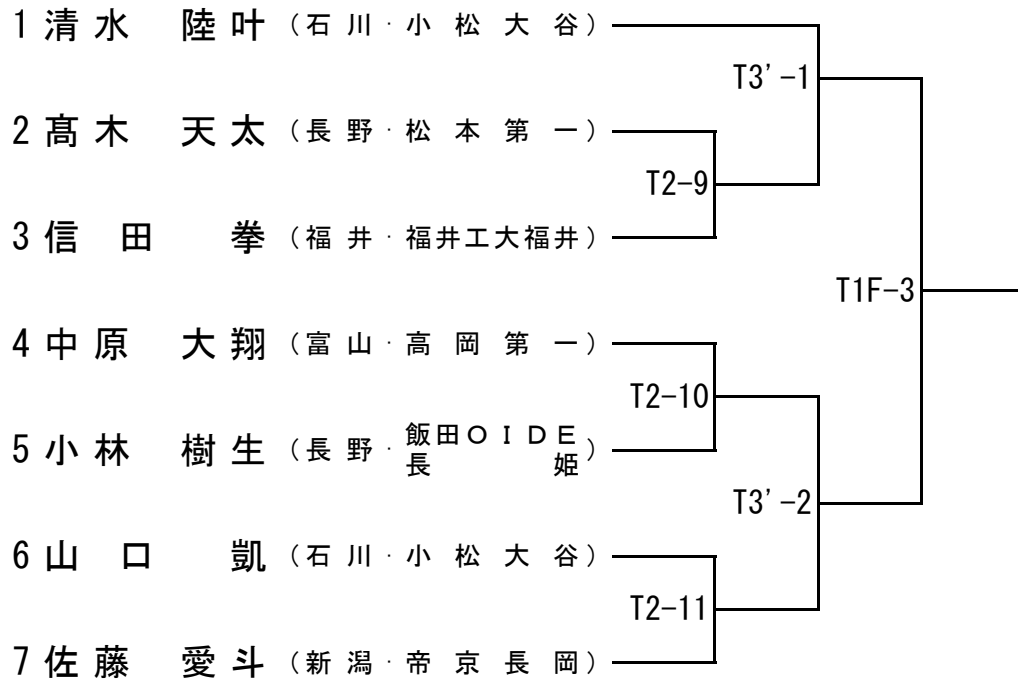 1 清水 陸叶 (石川・小松大谷)
T3'-1
2 髙木 天太 (長野・松本第一)
T2-9
3 信田 拳 (福井・福井工大福井)
T1F-3
4 中原 大翔 (富山・高岡第一)
T2-10
5 小林 樹生 (長野・飯田ＯＩＤＥ
長姫)
T3'-2
6 山口 凱 (石川・小松大谷)
T2-11
7 佐藤 愛斗 (新潟・帝京長岡)